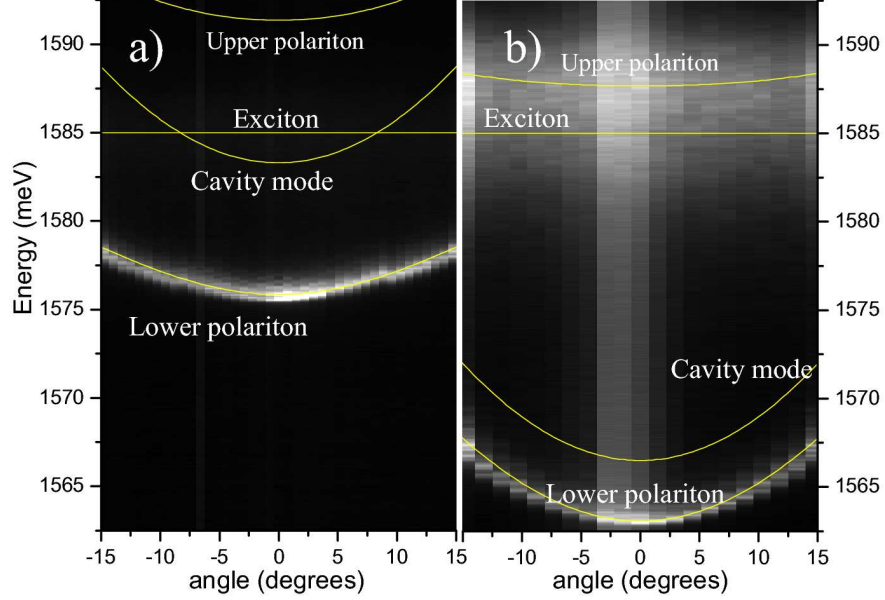 a)
Upper polariton
Exciton
Cavity mode
Lower polariton
1590
1585
1580
1575
1570
1565
Energy (meV)
-15 -10 -5 0 5 10 15
angle (degrees)
b)
Upper polariton
Exciton
Cavity mode
Lower polariton
1590
1585
1580
1575
1570
1565
-15 -10 -5 0 5 10 15
angle (degrees)